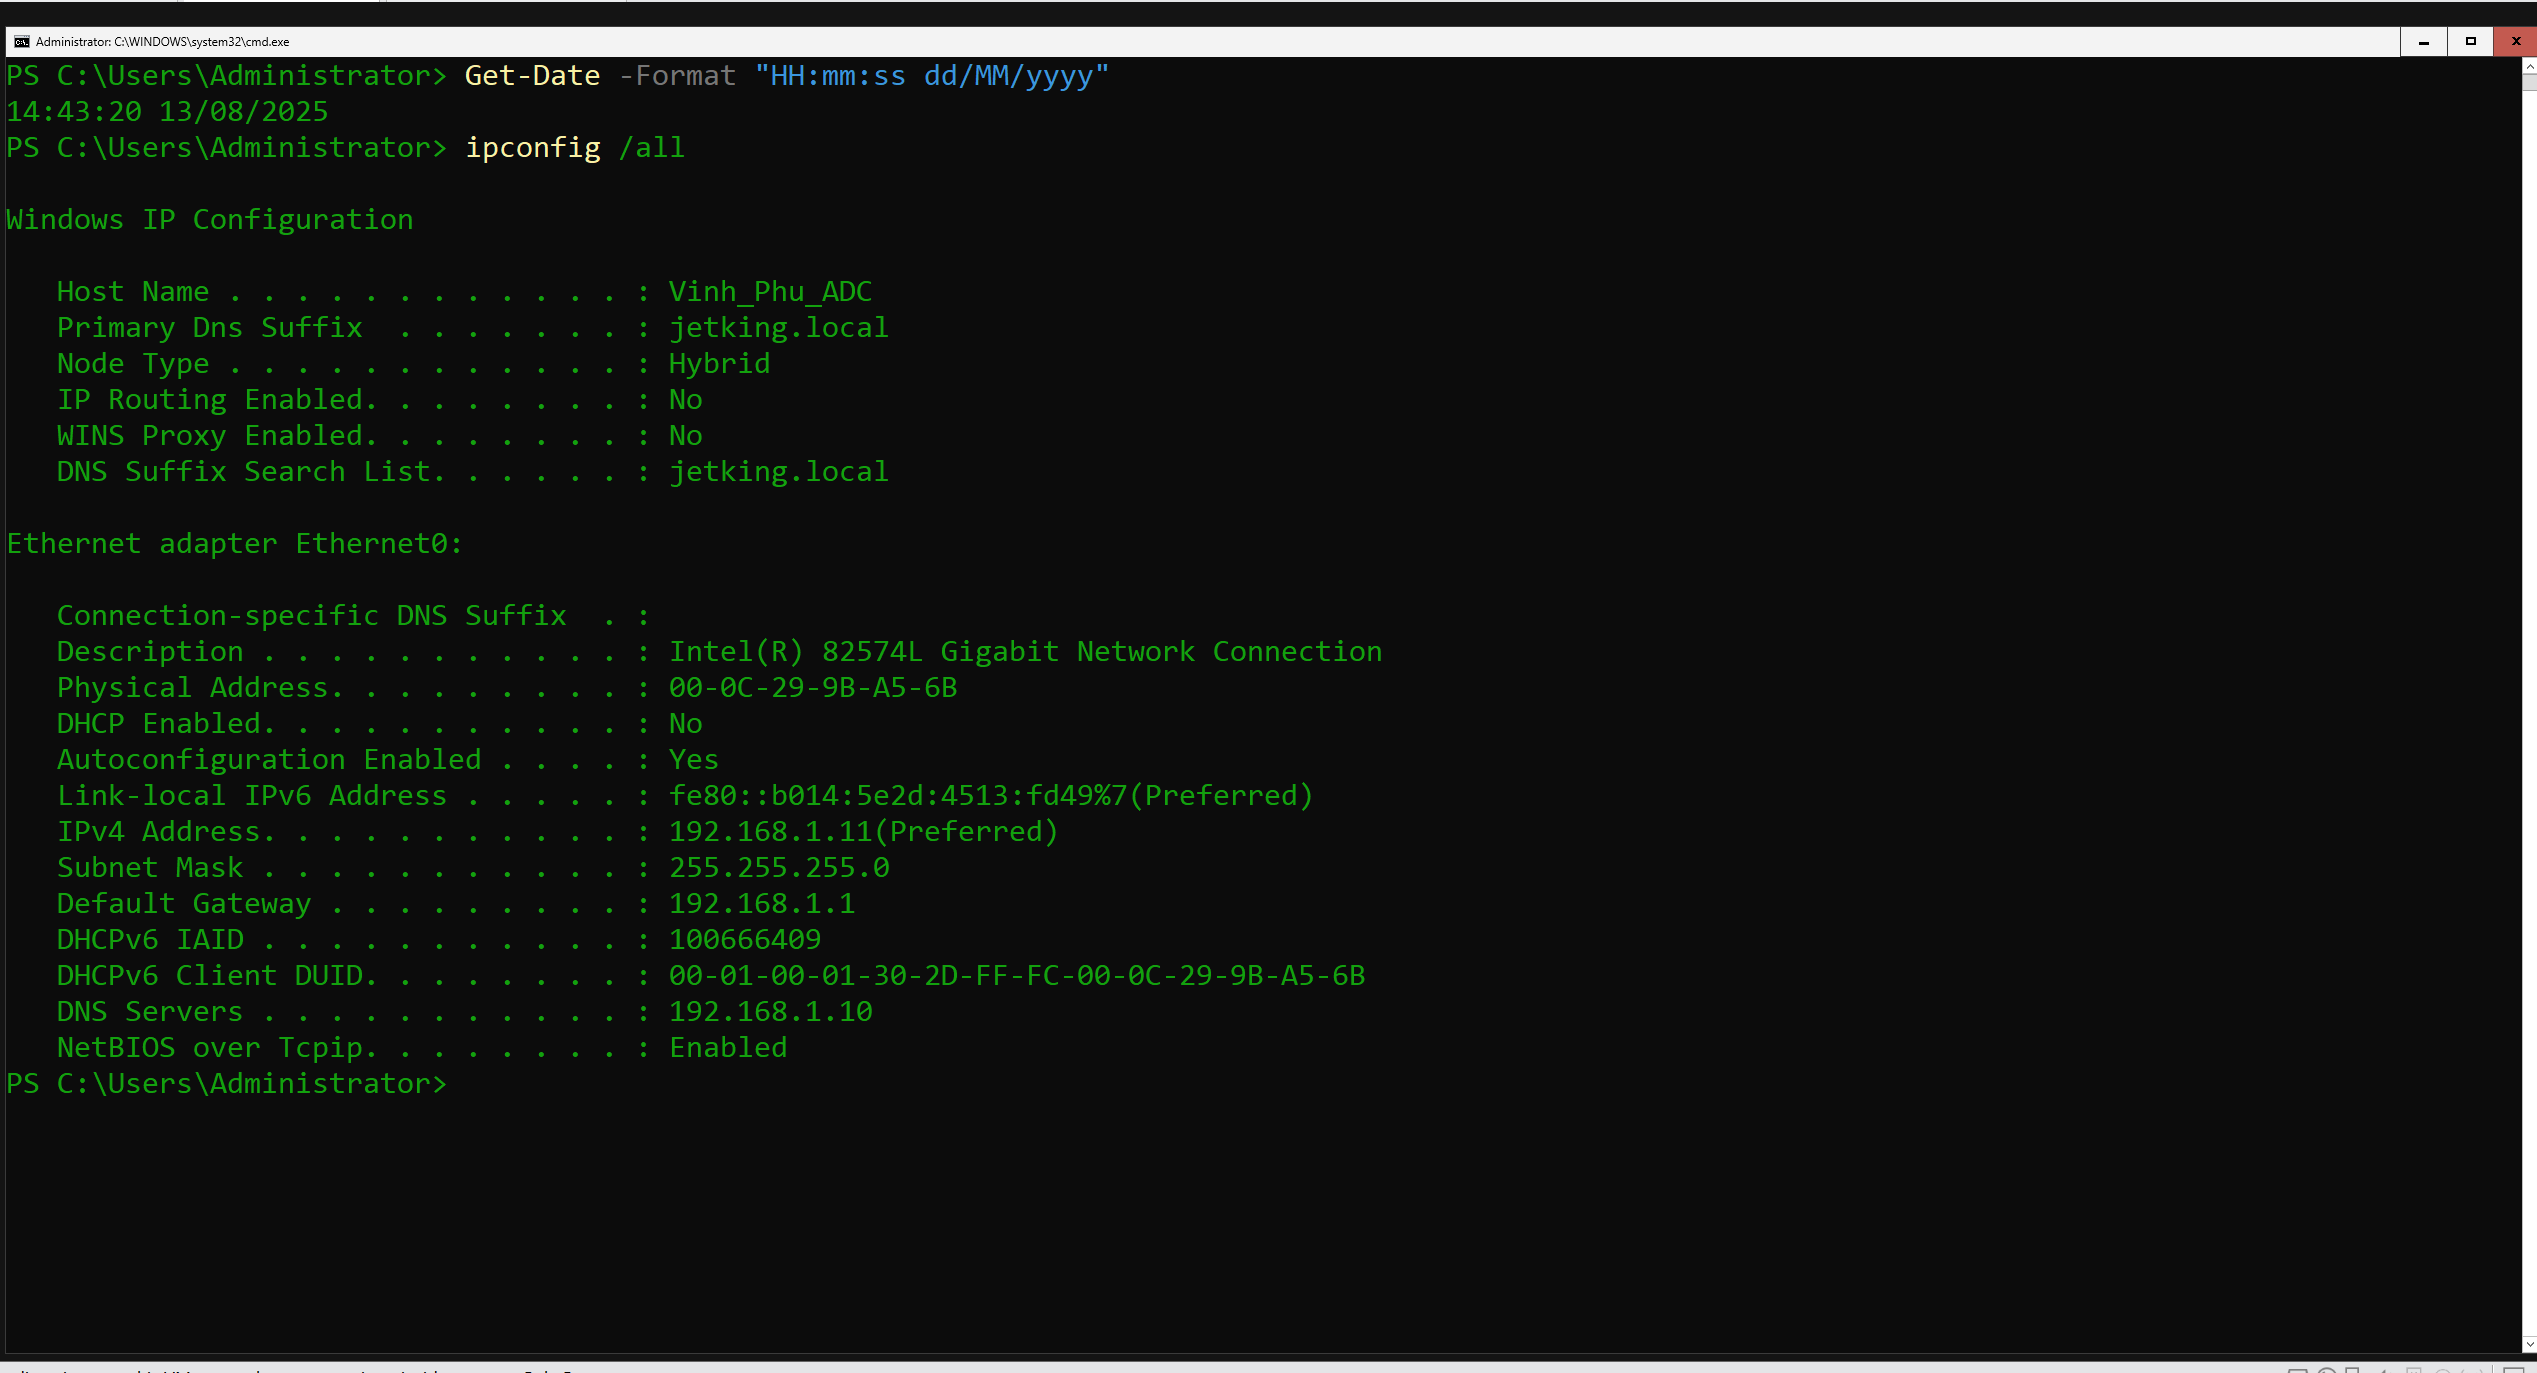 Administrator: C:\WINDOWS\system32\cmd.exe
PS C:\Users\Administrator> Get-Date -Format "HH:mm:ss dd/MM/yyyy"
14:43:20 13/08/2025
PS C:\Users\Administrator> ipconfig /all
Windows IP Configuration
   Host Name . . . . . . . . . . . . : Vinh_Phu_ADC
   Primary Dns Suffix  . . . . . . . : jetking.local
   Node Type . . . . . . . . . . . . : Hybrid
   IP Routing Enabled. . . . . . . . : No
   WINS Proxy Enabled. . . . . . . . : No
   DNS Suffix Search List. . . . . . : jetking.local
Ethernet adapter Ethernet0:
   Connection-specific DNS Suffix  . :
   Description . . . . . . . . . . . : Intel(R) 82574L Gigabit Network Connection
   Physical Address. . . . . . . . . : 00-0C-29-9B-A5-6B
   DHCP Enabled. . . . . . . . . . . : No
   Autoconfiguration Enabled . . . . : Yes
   Link-local IPv6 Address . . . . . : fe80::b014:5e2d:4513:fd49%7(Preferred)
   IPv4 Address. . . . . . . . . . . : 192.168.1.11(Preferred)
   Subnet Mask . . . . . . . . . . . : 255.255.255.0
   Default Gateway . . . . . . . . . : 192.168.1.1
   DHCPv6 IAID . . . . . . . . . . . : 100666409
   DHCPv6 Client DUID. . . . . . . . : 00-01-00-01-30-2D-FF-FC-00-0C-29-9B-A5-6B
   DNS Servers . . . . . . . . . . . : 192.168.1.10
   NetBIOS over Tcpip. . . . . . . . : Enabled
PS C:\Users\Administrator>